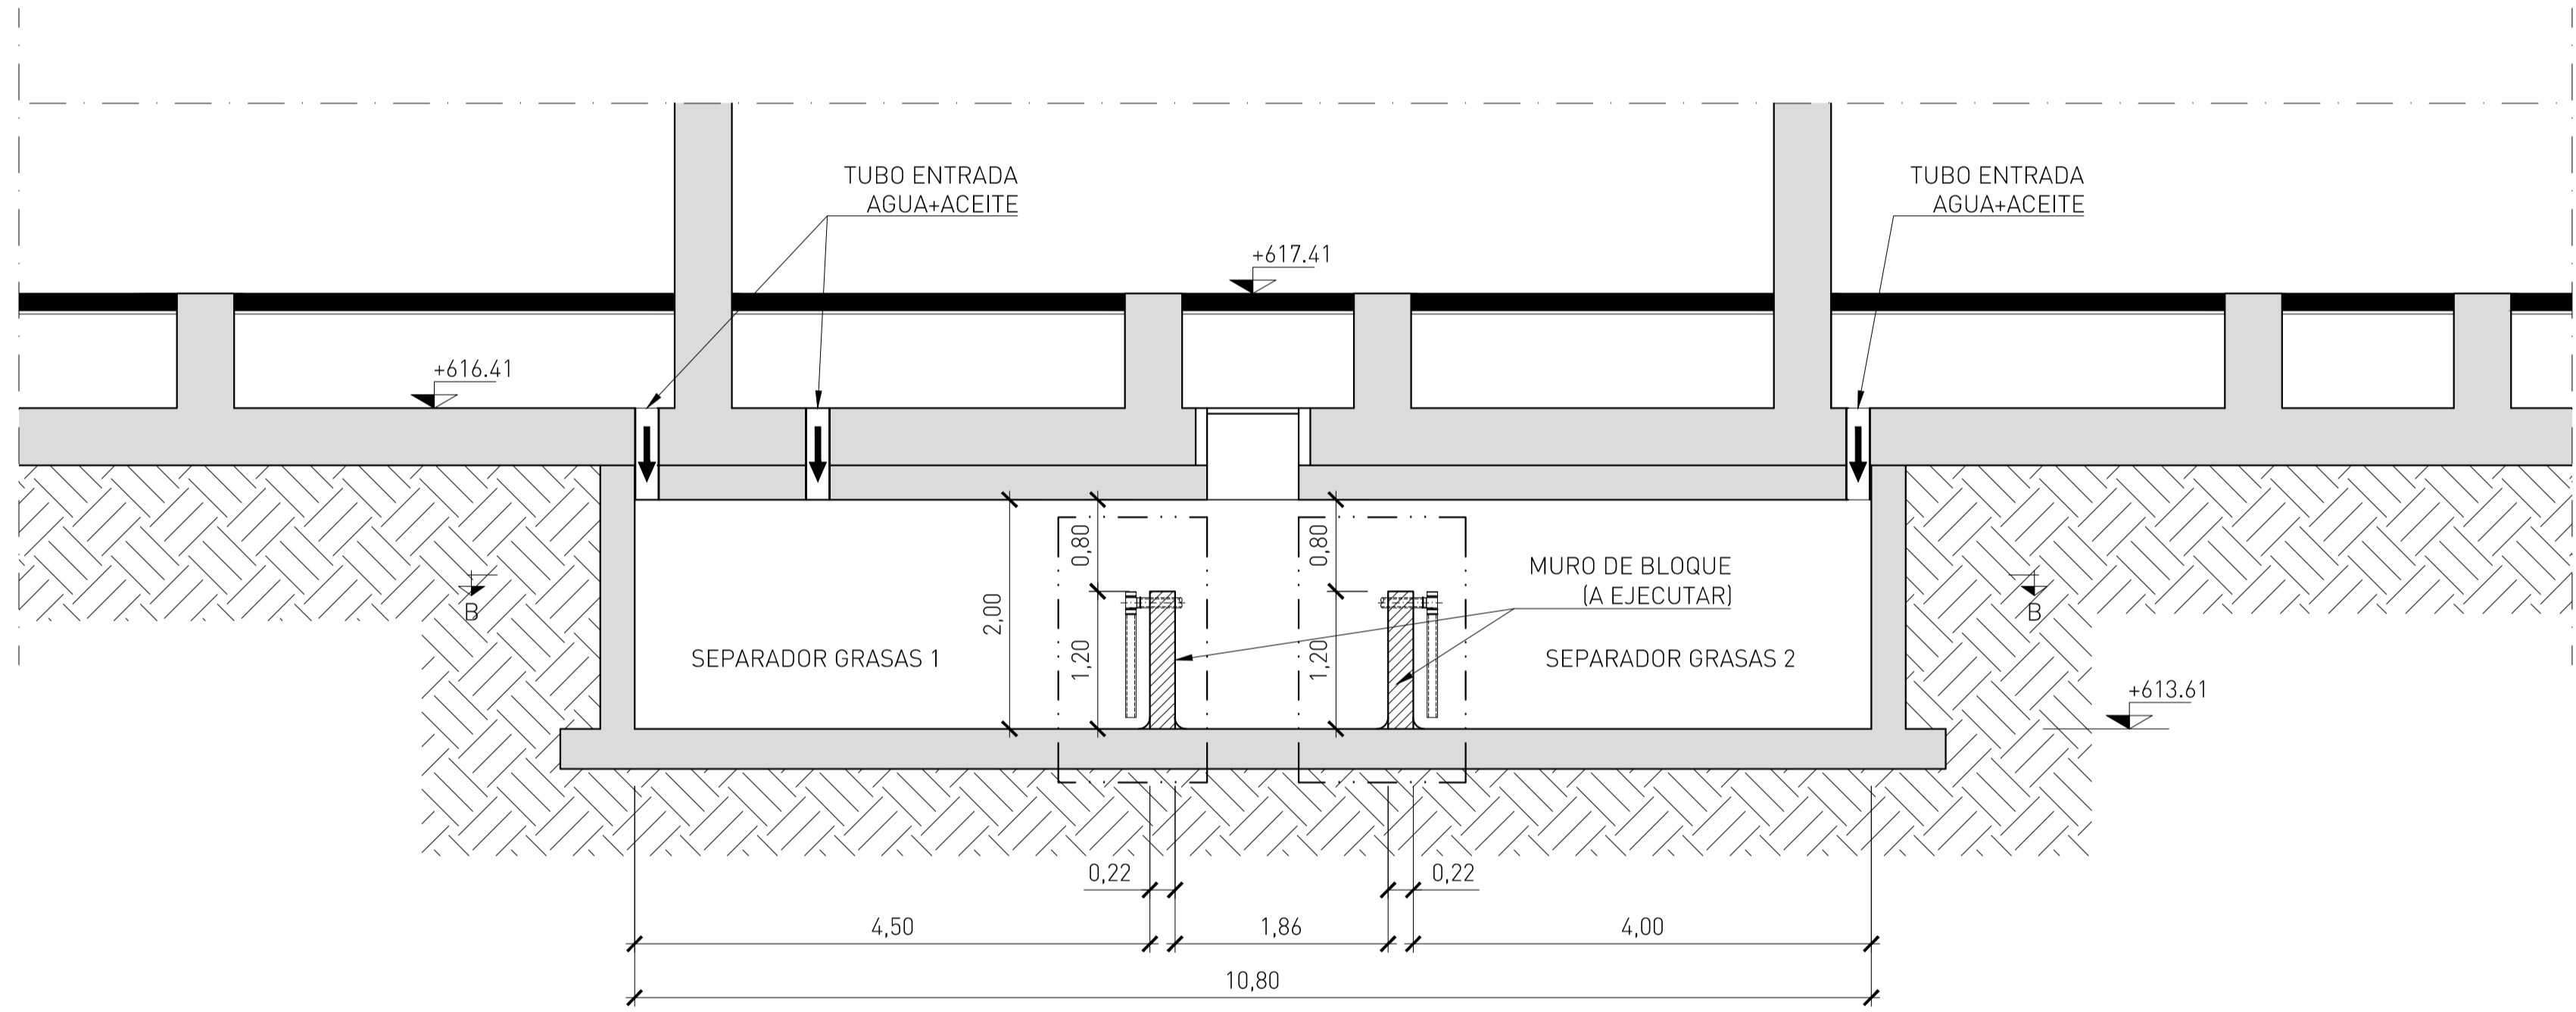 TUBO ENTRADA
AGUA+ACEITE
TUBO ENTRADA
AGUA+ACEITE
+617.41
+616.41
0,80
0,80
MURO DE BLOQUE
(A EJECUTAR)
B
B
2,00
1,20
1,20
SEPARADOR GRASAS 1
SEPARADOR GRASAS 2
+613.61
0,22
0,22
4,50
1,86
4,00
10,80